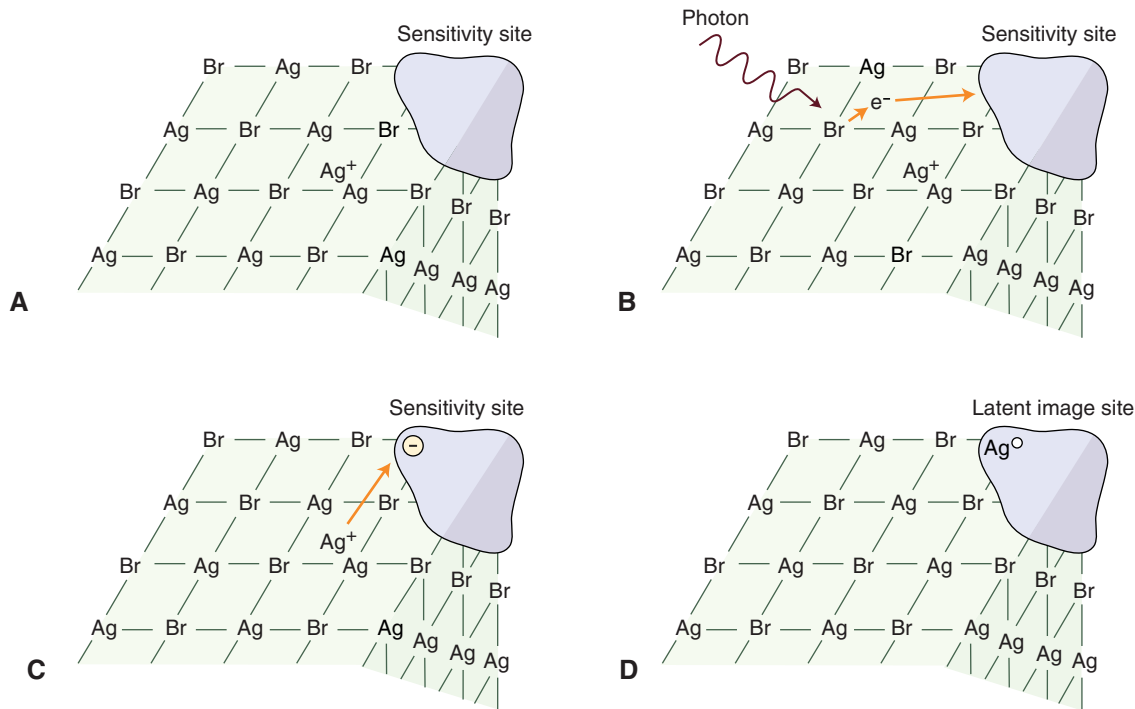 Photon
Sensitivity site Sensitivity site
Br Ag Br Br Ag Br
e⁻
Ag Br Ag Br Ag Br Ag Br
Ag⁺ Ag⁺
Br Ag Br Ag Br Br Ag Br Ag Br
Br Br
Br Br
Ag Br Ag Br Ag Ag Br Ag Br Ag
Ag Ag
Ag Ag
Ag Ag
A B
Sensitivity site Latent image site
Br Ag Br − Br Ag Br Ag°
Ag Br Ag Br Ag Br Ag Br
Ag⁺
Br Ag Br Ag Br Br Ag Br Ag Br
Br Br
Br Br
Ag Br Ag Br Ag Ag Br Ag Br Ag
Ag Ag
Ag Ag
Ag Ag
C D